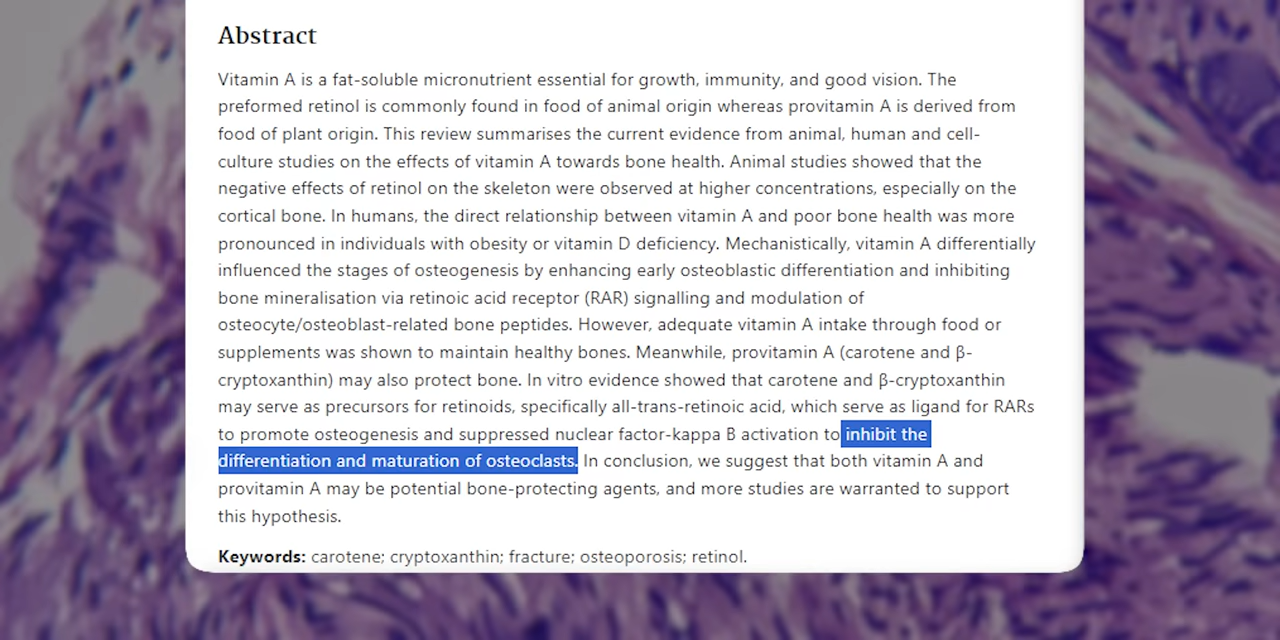 Abstract
Vitamin A is a fat-soluble micronutrient essential for growth, immunity, and good vision. The
preformed retinol is commonly found in food of animal origin whereas provitamin A is derived from
food of plant origin. This review summarises the current evidence from animal, human and cell-
culture studies on the effects of vitamin A towards bone health. Animal studies showed that the
negative effects of retinol on the skeleton were observed at higher concentrations, especially on the
cortical bone. In humans, the direct relationship between vitamin A and poor bone health was more
pronounced in individuals with obesity or vitamin D deficiency. Mechanistically, vitamin A differentially
influenced the stages of osteogenesis by enhancing early osteoblastic differentiation and inhibiting
bone mineralisation via retinoic acid receptor (RAR) signalling and modulation of
osteocyte/osteoblast-related bone peptides. However, adequate vitamin A intake through food or
supplements was shown to maintain healthy bones. Meanwhile, provitamin A (carotene and β-
cryptoxanthin) may also protect bone. In vitro evidence showed that carotene and β-cryptoxanthin
may serve as precursors for retinoids, specifically all-trans-retinoic acid, which serve as ligand for RARs
to promote osteogenesis and suppressed nuclear factor-kappa B activation to inhibit the
differentiation and maturation of osteoclasts. In conclusion, we suggest that both vitamin A and
provitamin A may be potential bone-protecting agents, and more studies are warranted to support
this hypothesis.
Keywords: carotene; cryptoxanthin; fracture; osteoporosis; retinol.